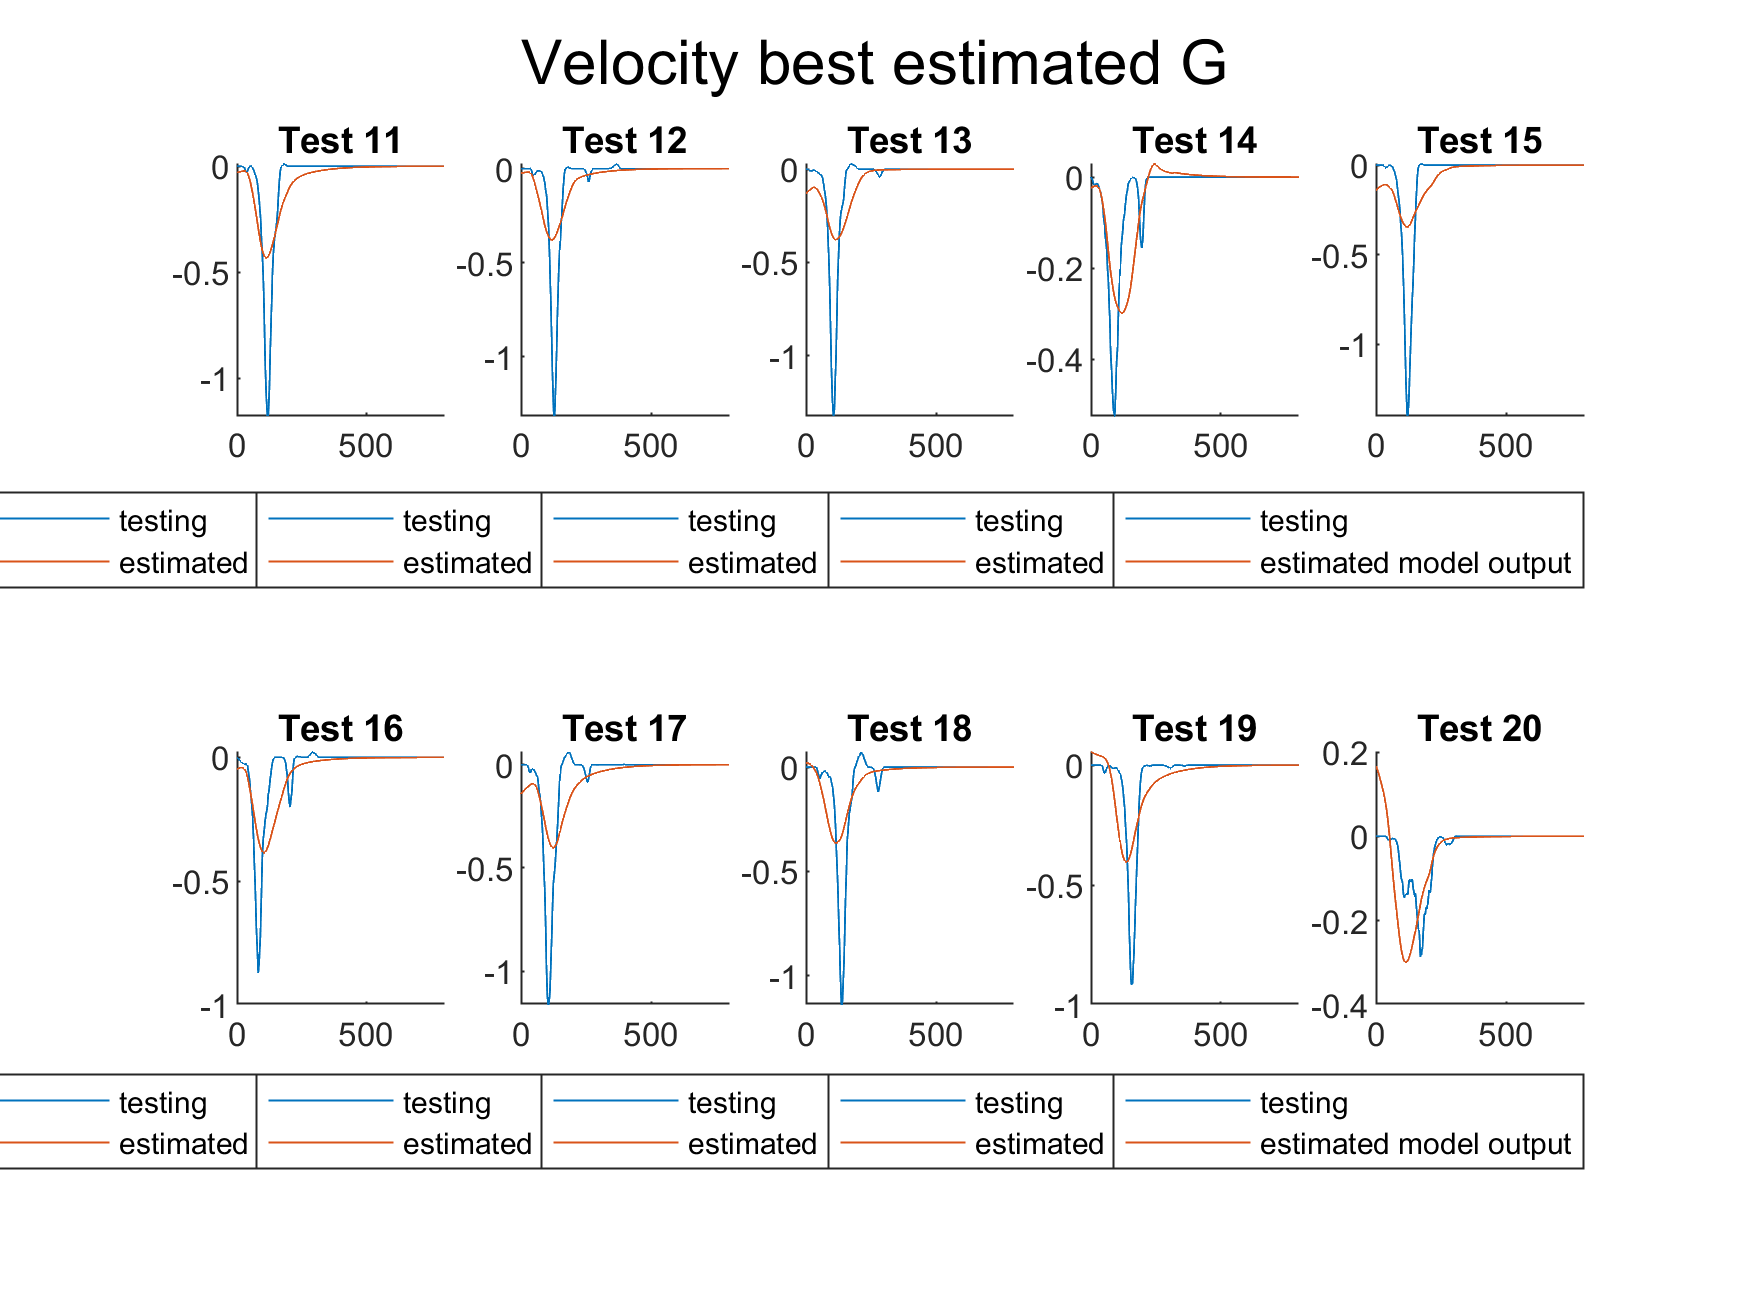 Velocity best estimated G
Test 11 Test 12 Test 13 Test 14 Test 15
0 0 0 0 0
-0.5 -0.5 -0.5 -0.2 -0.5
-1 -1 -1 -0.4 -1
0 500 0 500 0 500 0 500 0 500
testing testing testing testing testing
estimated estimated estimated estimated estimated model output
Test 16 Test 17 Test 18 Test 19 Test 20
0 0 0 0 0.2
0
-0.5 -0.5 -0.5 -0.5 -0.2
-1 -1 -1 -1 -0.4
0 500 0 500 0 500 0 500 0 500
testing testing testing testing testing
estimated estimated estimated estimated estimated model output